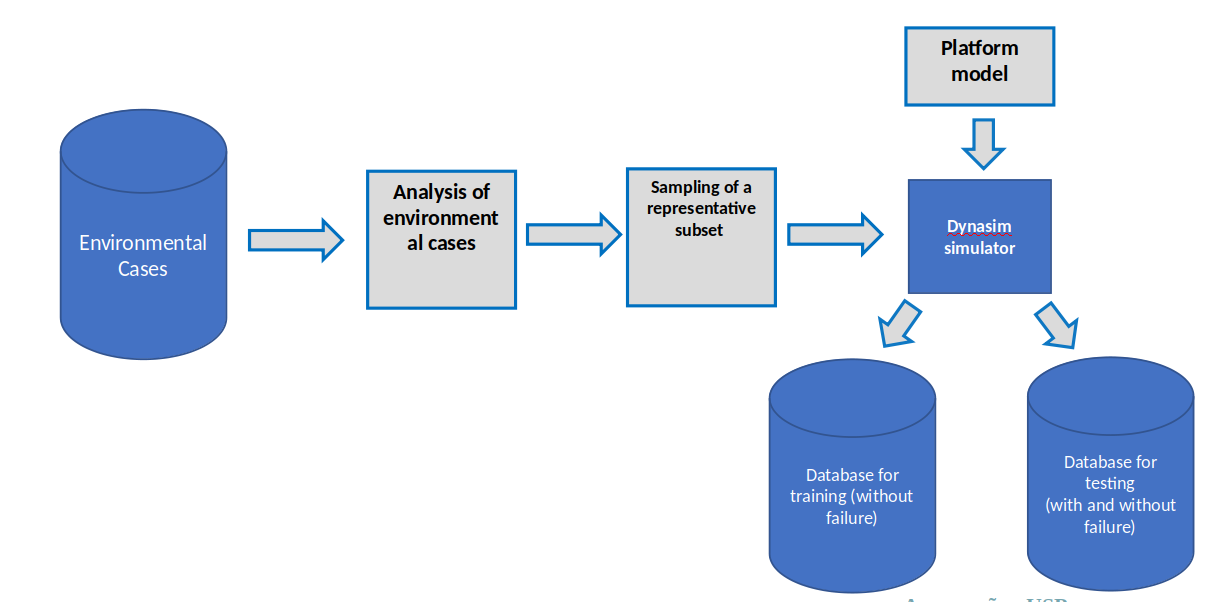 Platform
model
Environmental
Cases
Analysis of
environment
al cases
Sampling of a
representative
subset
Dynasim
simulator
Database for
training (without
failure)
Database for
testing
(with and without
failure)